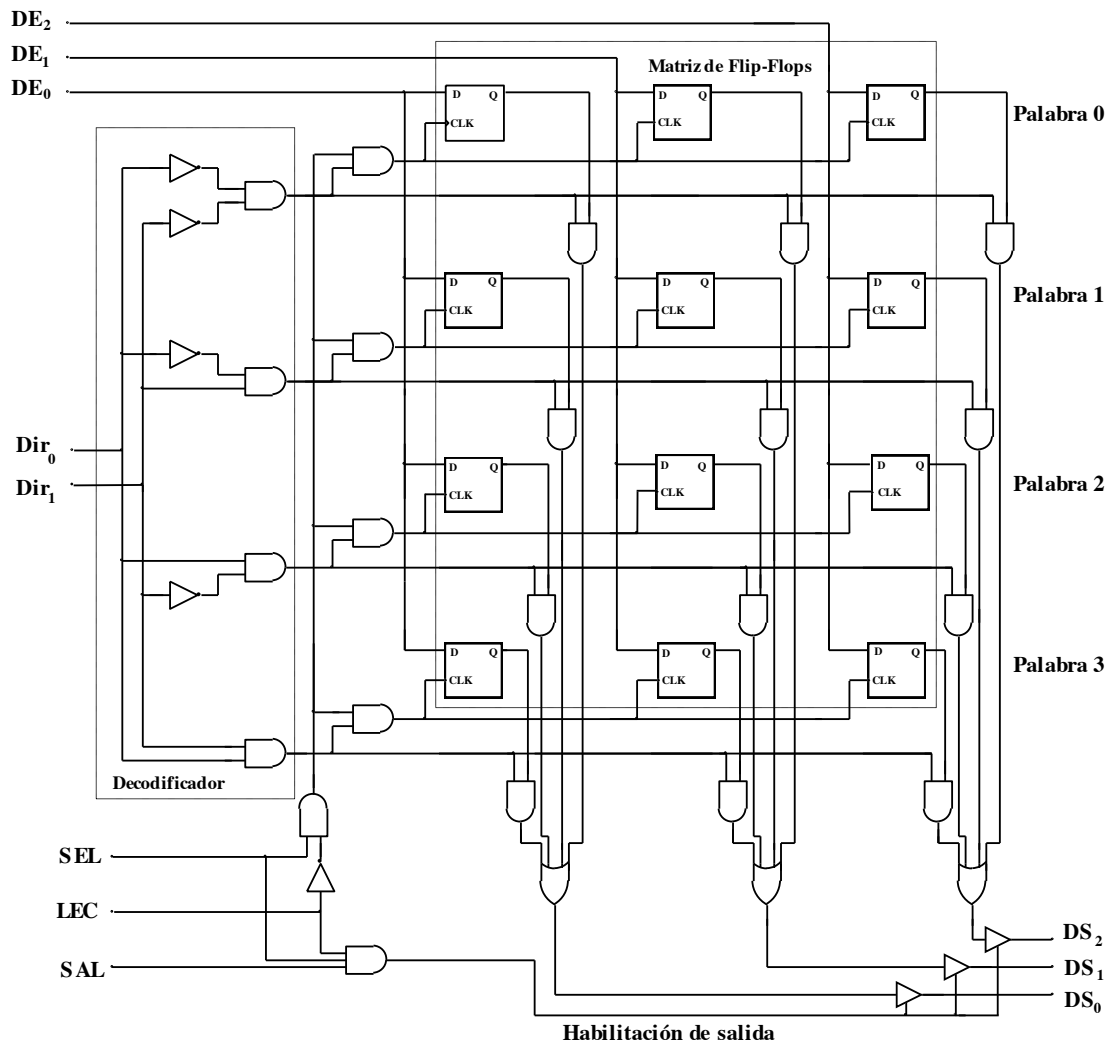 DE2
DE1
DE0
Matriz de Flip-Flops
D Q D Q D Q
CLK CLK CLK
Palabra 0
D Q D Q D Q
CLK CLK CLK
Palabra 1
Dir0
Dir1
D Q D Q D Q
CLK CLK CLK
Palabra 2
D Q D Q D Q
CLK CLK CLK
Palabra 3
Decodificador
SEL
LEC
SAL
DS2
DS1
DS0
Habilitación de salida